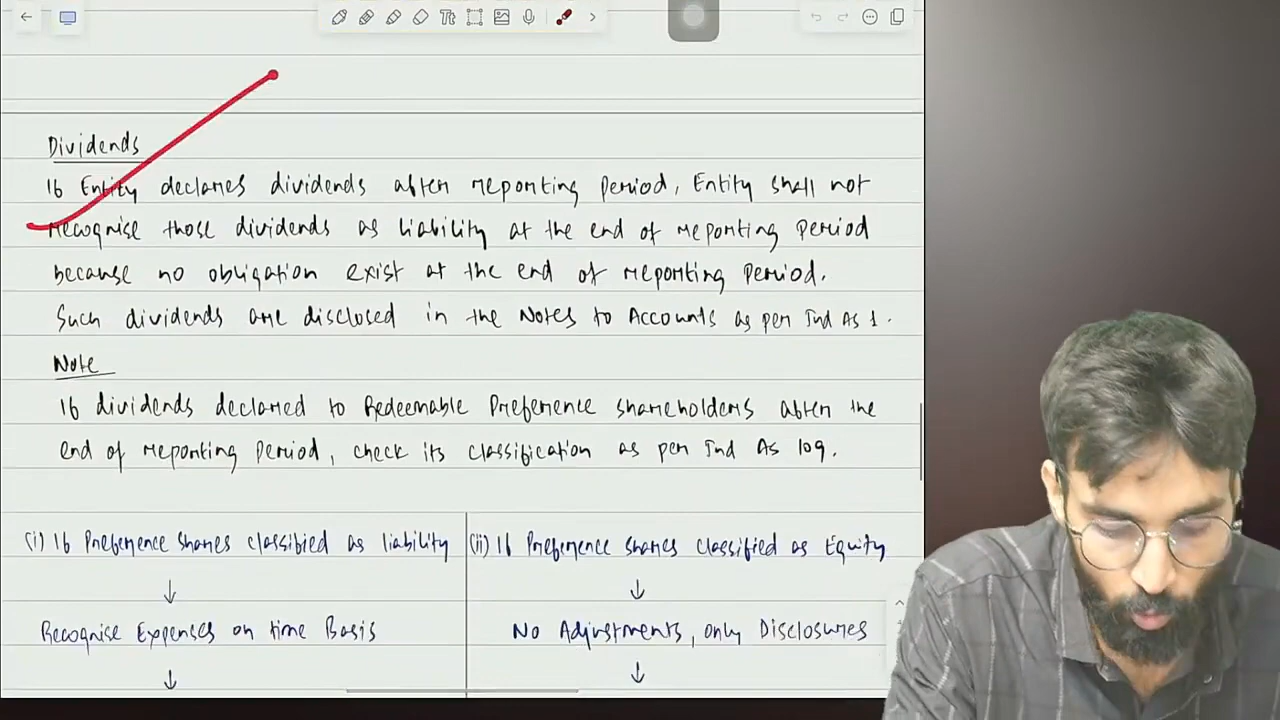 Dividends
If Entity declares dividends after reporting period, Entity shall not
recognise those dividends as liability at the end of reporting period
because no obligation exist at the end of reporting period.
Such dividends are disclosed in the Notes to Accounts as per Ind As 1.
Note
If dividends declared to Redeemable Preference shareholders after the
end of reporting period, check its classification as per Ind As 109.
(i) If Preference shares classified as liability
(ii) If Preference shares classified as Equity
↓
↓
Recognise Expenses on time Basis
No Adjustments, only Disclosures
↓
↓